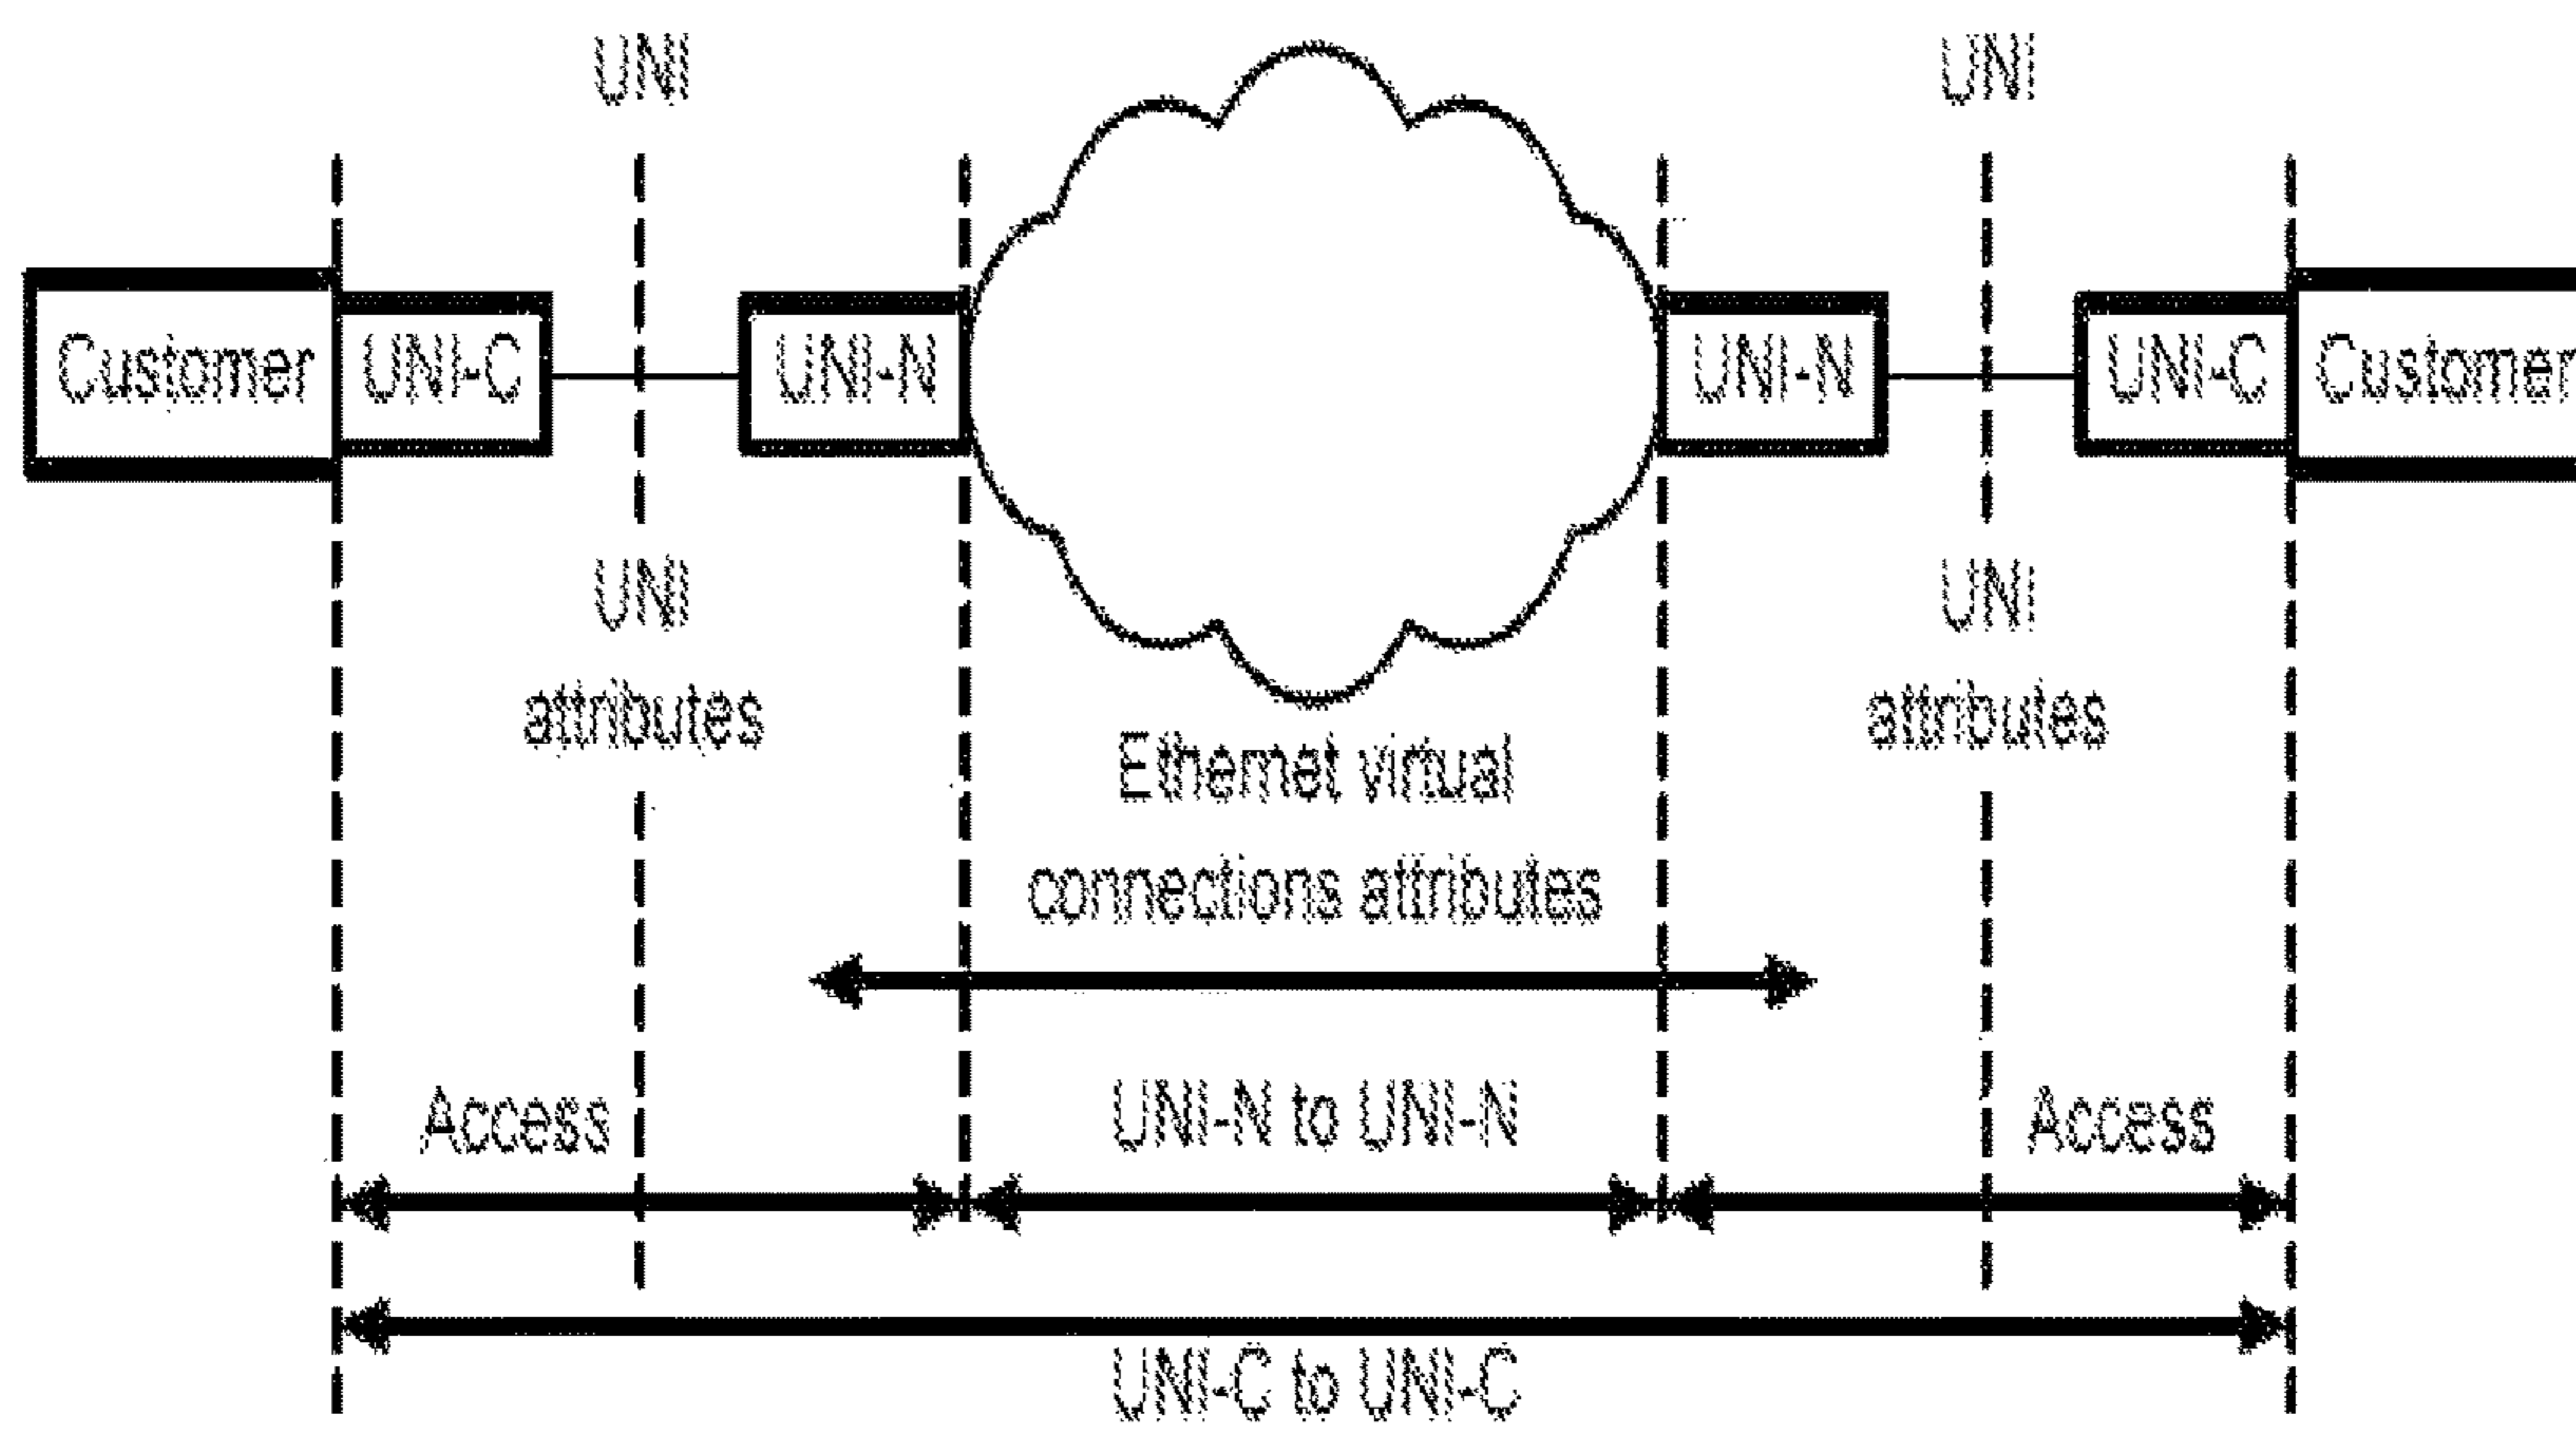 UNI UNI
Customer UNI-C UNI-N UNI-N UNI-C Customer
UNI
attributes
UNI
attributes
Ethernet virtual
connections attributes
Access UNI-N to UNI-N Access
UNI-C to UNI-C